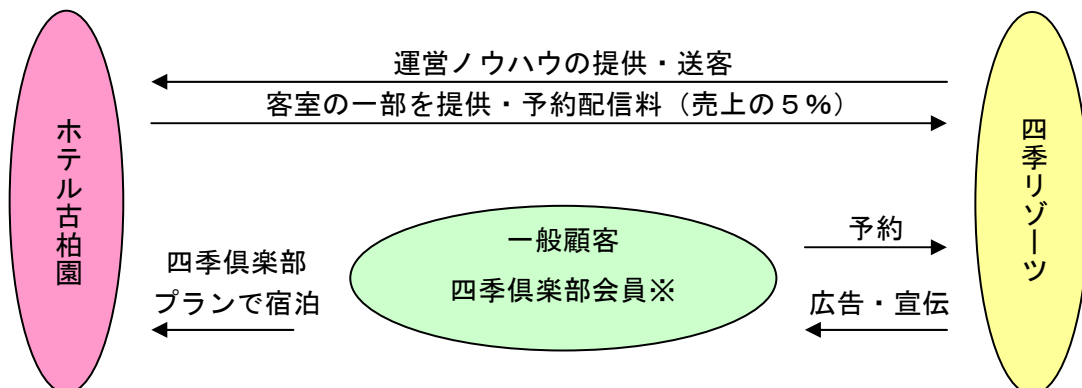 運営ノウハウの提供・送客
客室の一部を提供・予約配信料（売上の５％）
ホテル古柏園
四季リゾーツ
一般顧客
四季倶楽部会員※
予約
四季倶楽部
プランで宿泊
広告・宣伝